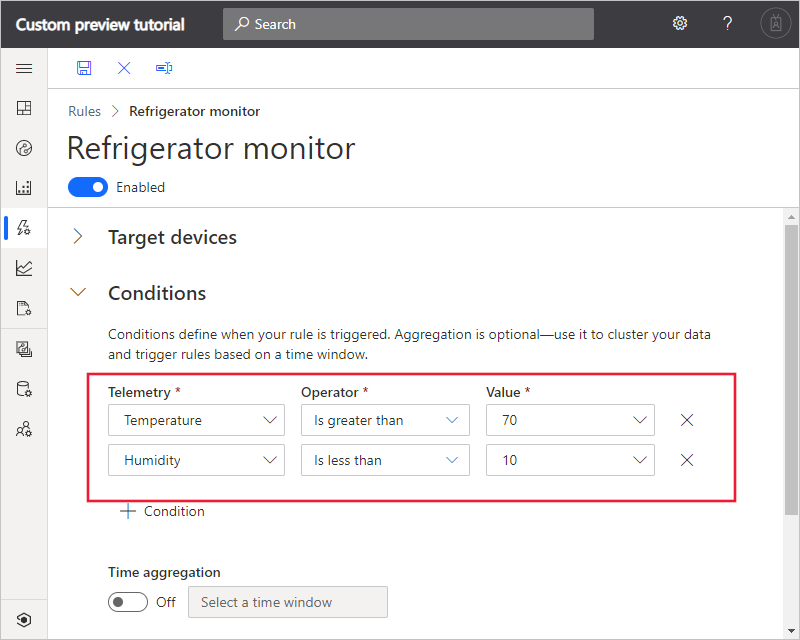 Custom preview tutorial
Search
?
Rules > Refrigerator monitor
Refrigerator monitor
Enabled
Target devices
Conditions
Conditions define when your rule is triggered. Aggregation is optional—use it to cluster your data
and trigger rules based on a time window.
Telemetry * Operator * Value *
Temperature Is greater than 70
Humidity Is less than 10
+ Condition
Time aggregation
Off Select a time window